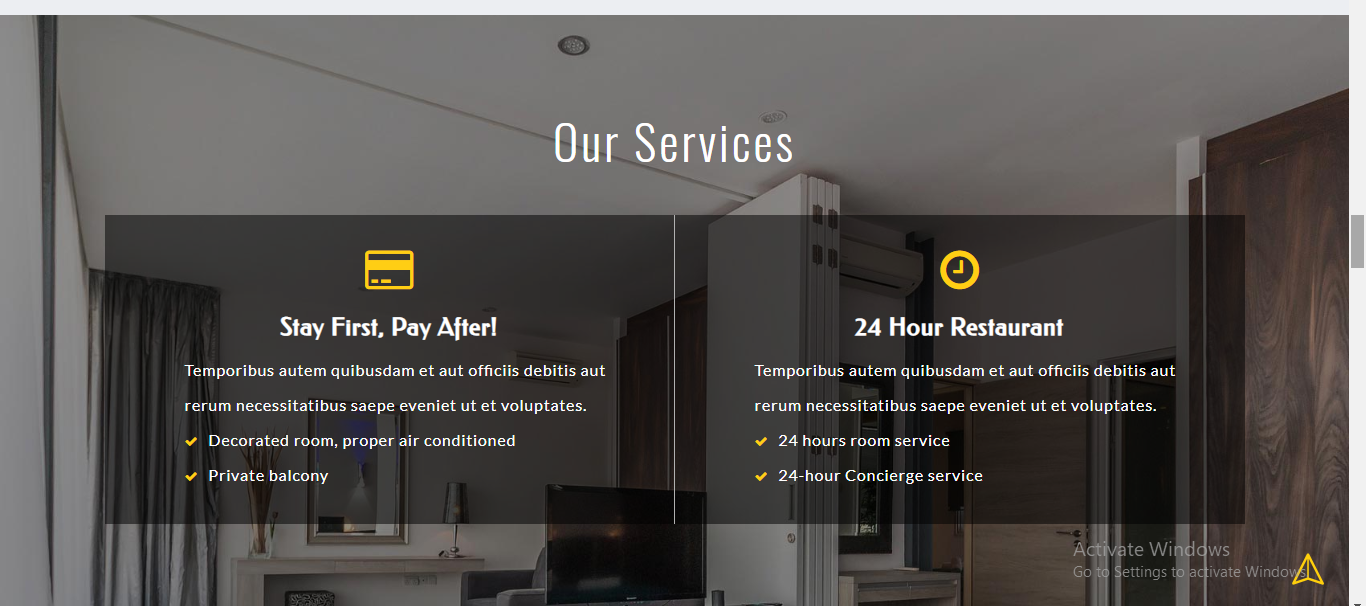 Our Services
Stay First, Pay After!
Temporibus autem quibusdam et aut officiis debitis aut
rerum necessitatibus saepe eveniet ut et voluptates.
Decorated room, proper air conditioned
Private balcony
24 Hour Restaurant
Temporibus autem quibusdam et aut officiis debitis aut
rerum necessitatibus saepe eveniet ut et voluptates.
24 hours room service
24-hour Concierge service
Activate Windows
Go to Settings to activate Windows.